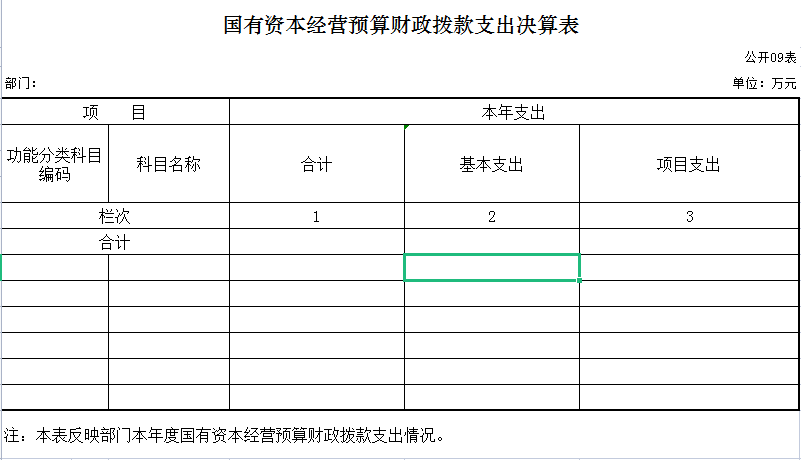 国有资本经营预算财政拨款支出决算表
公开09表
部门：
单位：万元
项 目
本年支出
功能分类科目
编码
科目名称
合计
基本支出
项目支出
栏次
1
2
3
合计
注：本表反映部门本年度国有资本经营预算财政拨款支出情况。